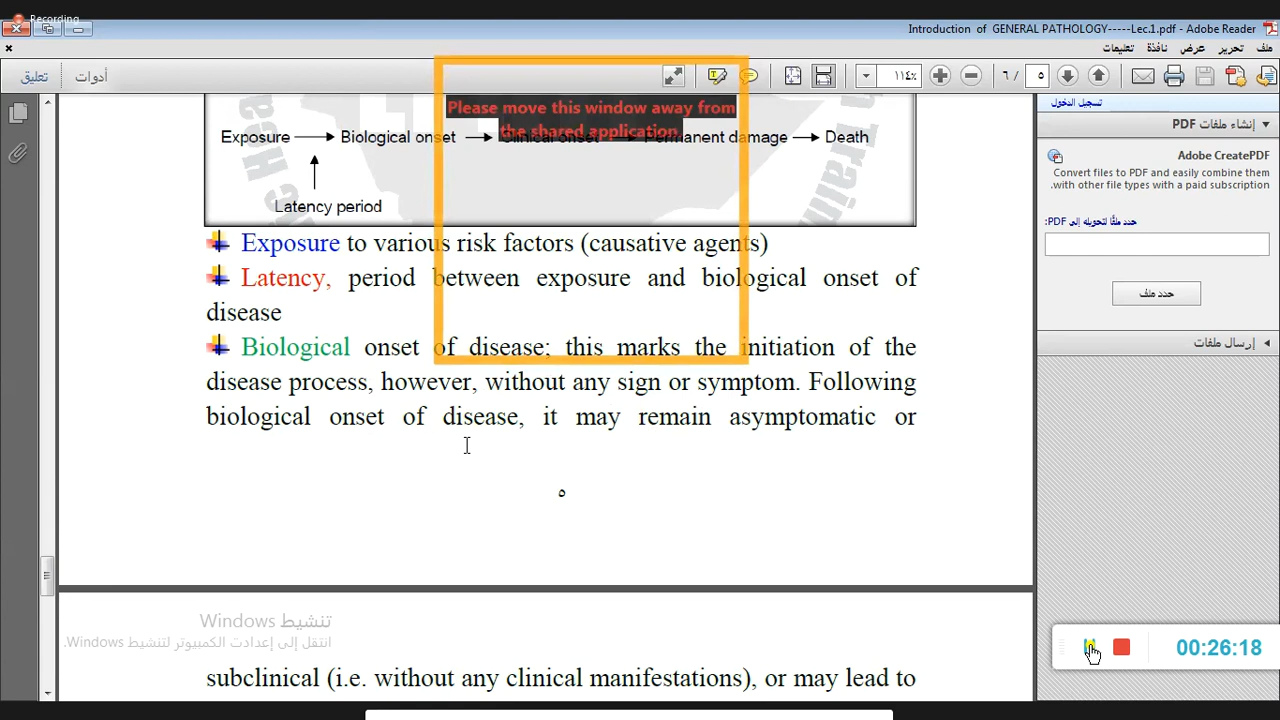 Recording
Introduction of GENERAL PATHOLOGY-----Lec.1.pdf - Adobe Reader
ملف تحرير عرض نافذة تعليمات
أدوات تعليق
٥ / ٦ ١١٤٪
Please move this window away from
the shared application.
Exposure Biological onset Clinical onset Permanent damage Death
Latency period
Exposure to various risk factors (causative agents)
Latency, period between exposure and biological onset of
disease
Biological onset of disease; this marks the initiation of the
disease process, however, without any sign or symptom. Following
biological onset of disease, it may remain asymptomatic or
٥
subclinical (i.e. without any clinical manifestations), or may lead to
تنشيط Windows
انتقل إلى إعدادت الكمبيوتر لتنشيط Windows.
تسجيل الدخول
إنشاء ملفات PDF
Adobe CreatePDF
Convert files to PDF and easily combine them
with other file types with a paid subscription.
حدد ملفًا لتحويله إلى PDF:
حدد ملف
إرسال ملفات
00:26:18